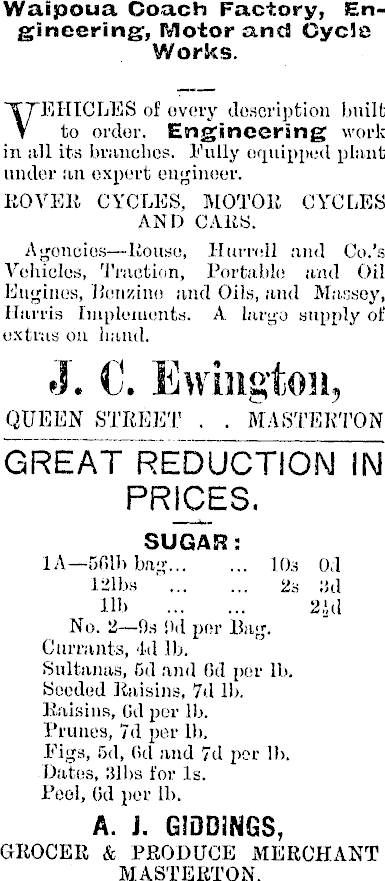 Waipoua Coach Factory, En-
gineering, Motor and Cycle
Works.
VEHICLES of every description built
to order. Engineering work
in all its branches. Fully equipped plant
under an expert engineer.
ROVER CYCLES, MOTOR CYCLES
AND CARS.
Agencies—Rouse, Hurrell and Co.'s
Vehicles, Traction, Portable and Oil
Engines, Benzine and Oils, and Massey,
Harris Implements. A large supply of
extras on hand.
J. C. Ewington,
QUEEN STREET . . MASTERTON
GREAT REDUCTION IN
PRICES.
SUGAR:
1A—56lb bag... ... 10s 0d
12lbs ... ... 2s 3d
1lb ... ... 2½d
No. 2—9s 9d per Bag.
Currants, 4d lb.
Sultanas, 5d and 6d per lb.
Seeded Raisins, 7d lb.
Raisins, 6d per lb.
Prunes, 7d per lb.
Figs, 5d, 6d and 7d per lb.
Dates, 3lbs for 1s.
Peel, 6d per lb.
A. J. GIDDINGS,
GROCER & PRODUCE MERCHANT
MASTERTON.